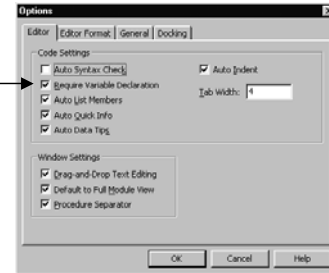 Options
Editor Editor Format General Docking
Code Settings
Auto Syntax Check
Require Variable Declaration
Auto List Members
Auto Quick Info
Auto Data Tips
Auto Indent
Tab Width: 4
Window Settings
Drag-and-Drop Text Editing
Default to Full Module View
Procedure Separator
OK Cancel Help